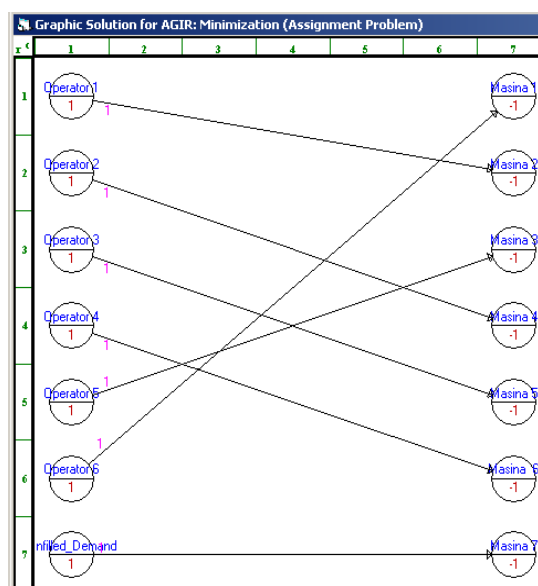 Graphic Solution for AGIR: Minimization (Assignment Problem)
r c 1 2 3 4 5 6 7
1 Operator 1 Masina 1
1 1 -1
2 Operator 2 Masina 2
1 1 -1
3 Operator 3 Masina 3
1 1 -1
4 Operator 4 Masina 4
1 1 -1
5 Operator 5 Masina 5
1 1 -1
6 Operator 6 Masina 6
1 1 -1
7 nfilled_Demand Masina 7
1 1 -1